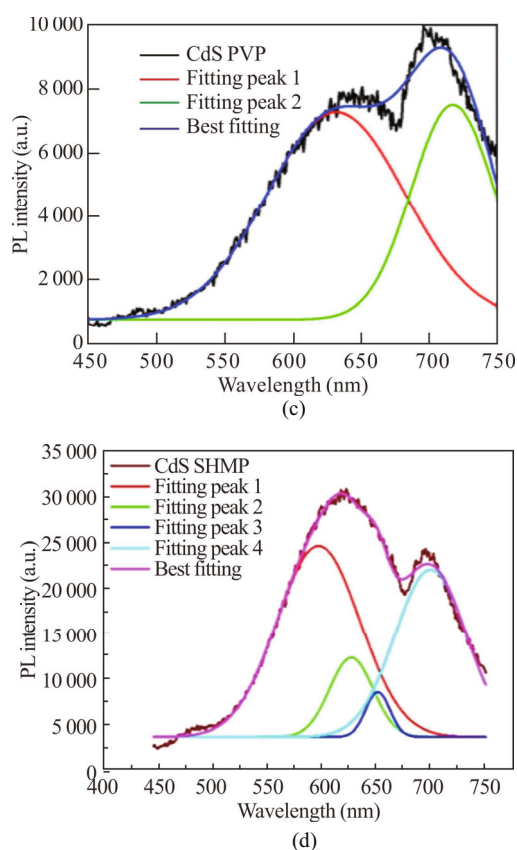 (c)
10 000
8 000
6 000
4 000
2 000
0
PL intensity (a.u.)
CdS PVP
Fitting peak 1
Fitting peak 2
Best fitting
450 500 550 600 650 700 750
Wavelength (nm)
(c)
35 000
30 000
25 000
20 000
15 000
10 000
5 000
0
PL intensity (a.u.)
CdS SHMP
Fitting peak 1
Fitting peak 2
Fitting peak 3
Fitting peak 4
Best fitting
400 450 500 550 600 650 700 750
Wavelength (nm)
(d)